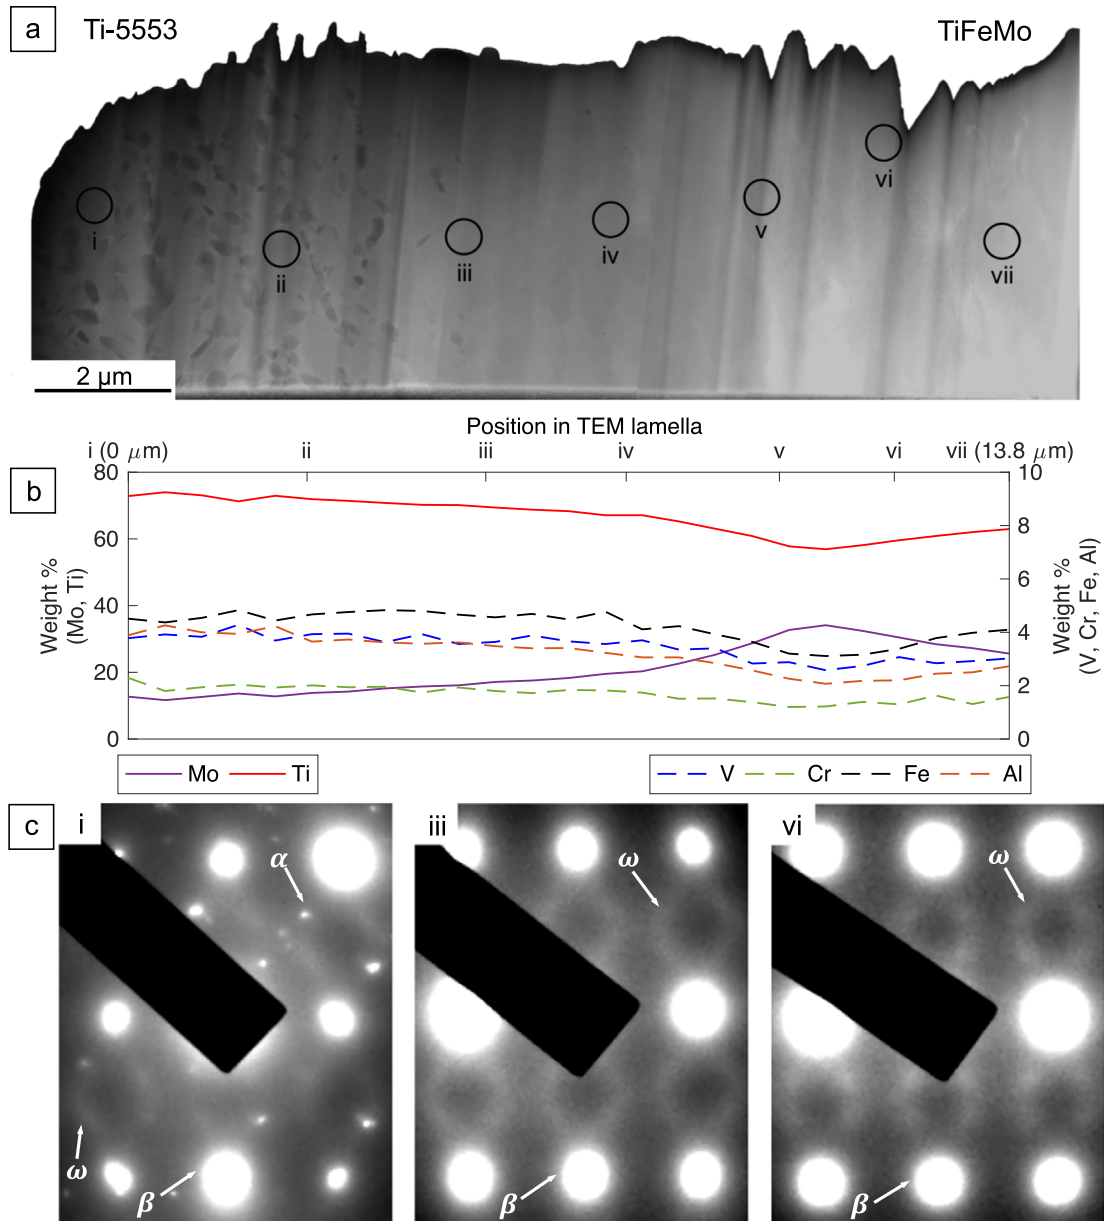 a
Ti-5553
TiFeMo
i
ii
iii
iv
v
vi
vii
2 μm
b
Position in TEM lamella
i (0 μm)
ii
iii
iv
v
vi
vii (13.8 μm)
80
60
40
20
0
Weight %
(Mo, Ti)
10
8
6
4
2
0
Weight %
(V, Cr, Fe, Al)
Mo
Ti
V
Cr
Fe
Al
c
i
α
ω
β
iii
ω
β
vi
ω
β